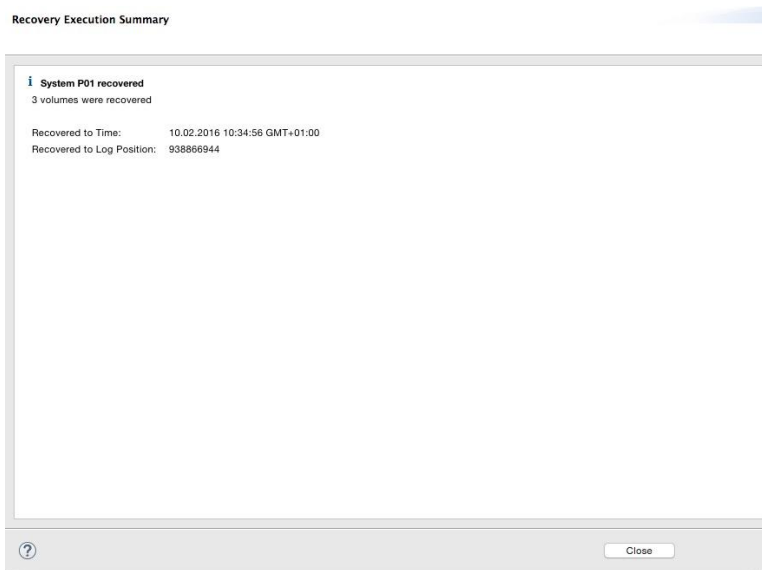 Recovery Execution Summary
i System P01 recovered
3 volumes were recovered
Recovered to Time: 10.02.2016 10:34:56 GMT+01:00
Recovered to Log Position: 938866944
?
Close